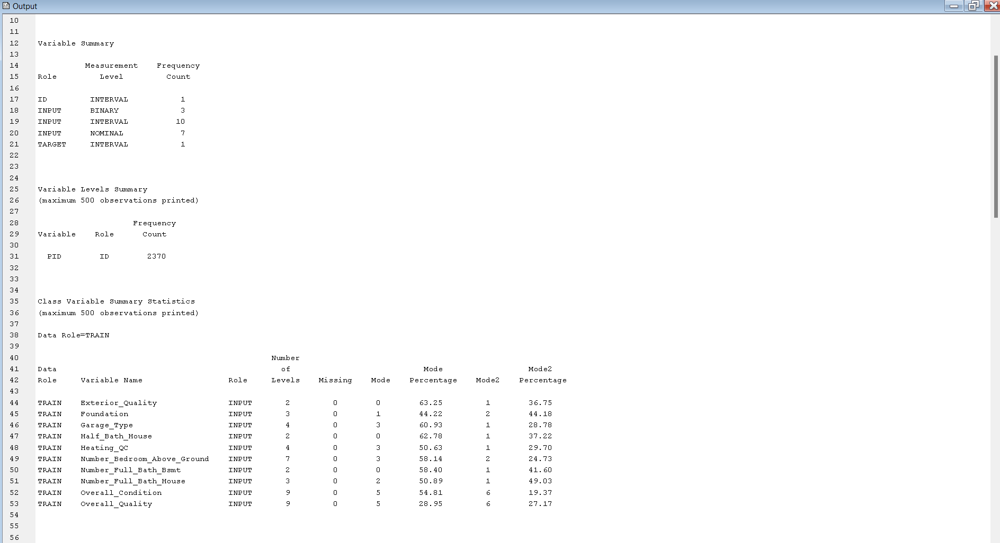 Output
10
11
12 Variable Summary
13
14 Measurement Frequency
15 Role Level Count
16
17 ID INTERVAL 1
18 INPUT BINARY 3
19 INPUT INTERVAL 10
20 INPUT NOMINAL 7
21 TARGET INTERVAL 1
22
23
24
25 Variable Levels Summary
26 (maximum 500 observations printed)
27
28 Frequency
29 Variable Role Count
30
31 PID ID 2370
32
33
34
35 Class Variable Summary Statistics
36 (maximum 500 observations printed)
37
38 Data Role=TRAIN
39
40 Number
41 Data of Mode Mode2
42 Role Variable Name Role Levels Missing Mode Percentage Mode2 Percentage
43
44 TRAIN Exterior_Quality INPUT 2 0 0 63.25 1 36.75
45 TRAIN Foundation INPUT 3 0 1 44.22 2 44.18
46 TRAIN Garage_Type INPUT 4 0 3 60.93 1 28.78
47 TRAIN Half_Bath_House INPUT 2 0 0 62.78 1 37.22
48 TRAIN Heating_QC INPUT 4 0 3 50.63 1 29.70
49 TRAIN Number_Bedroom_Above_Ground INPUT 7 0 3 58.14 2 24.73
50 TRAIN Number_Full_Bath_Bsmt INPUT 2 0 0 58.40 1 41.60
51 TRAIN Number_Full_Bath_House INPUT 3 0 2 50.89 1 49.03
52 TRAIN Overall_Condition INPUT 9 0 5 54.81 6 19.37
53 TRAIN Overall_Quality INPUT 9 0 5 28.95 6 27.17
54
55
56